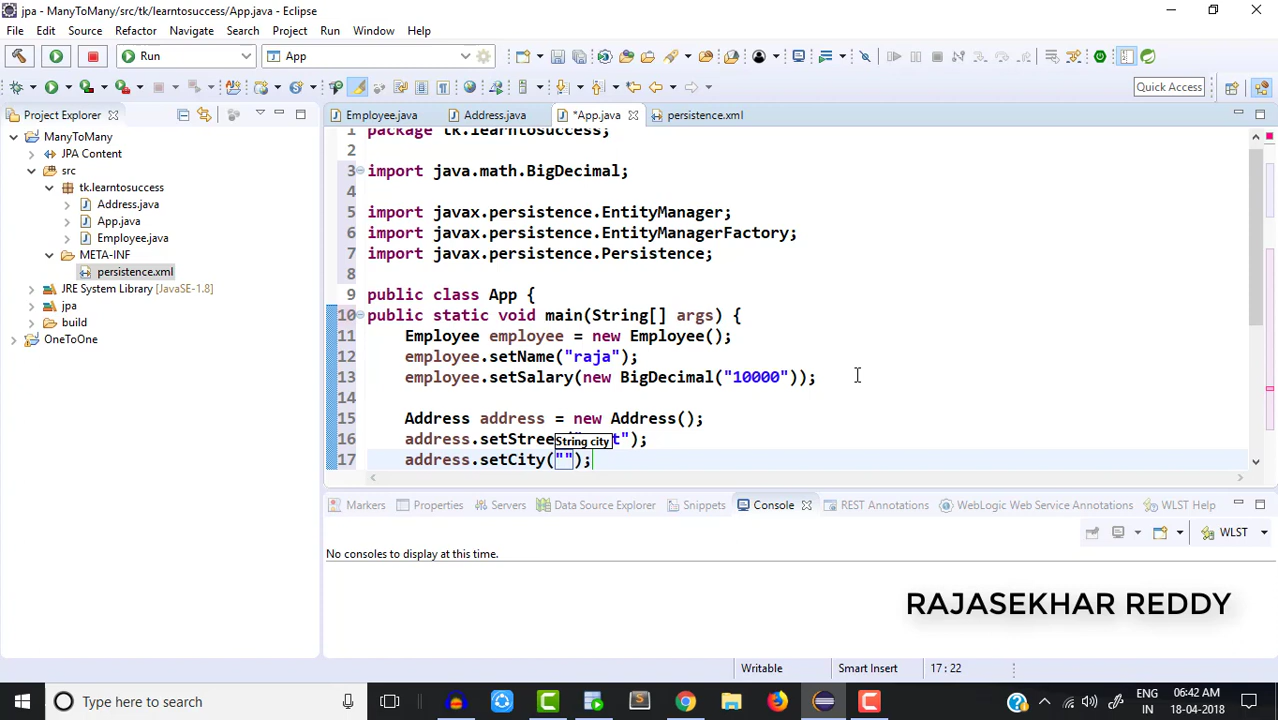 jpa - ManyToMany/src/tk/learntosuccess/App.java - Eclipse
File Edit Source Refactor Navigate Search Project Run Window Help
Run App
Quick Access
Project Explorer
ManyToMany
JPA Content
src
tk.learntosuccess
Address.java
App.java
Employee.java
META-INF
persistence.xml
JRE System Library [JavaSE-1.8]
jpa
build
OneToOne
Employee.java Address.java *App.java persistence.xml
1 package tk.learntosuccess;
2
3 import java.math.BigDecimal;
4
5 import javax.persistence.EntityManager;
6 import javax.persistence.EntityManagerFactory;
7 import javax.persistence.Persistence;
8
9 public class App {
10 public static void main(String[] args) {
11 Employee employee = new Employee();
12 employee.setName("raja");
13 employee.setSalary(new BigDecimal("10000"));
14
15 Address address = new Address();
16 address.setStree t");
String city
17 address.setCity("");
Markers Properties Servers Data Source Explorer Snippets Console REST Annotations WebLogic Web Service Annotations WLST Help
WLST
No consoles to display at this time.
RAJASEKHAR REDDY
Writable Smart Insert 17 : 22
Type here to search
ENG
IN
06:42 AM
18-04-2018